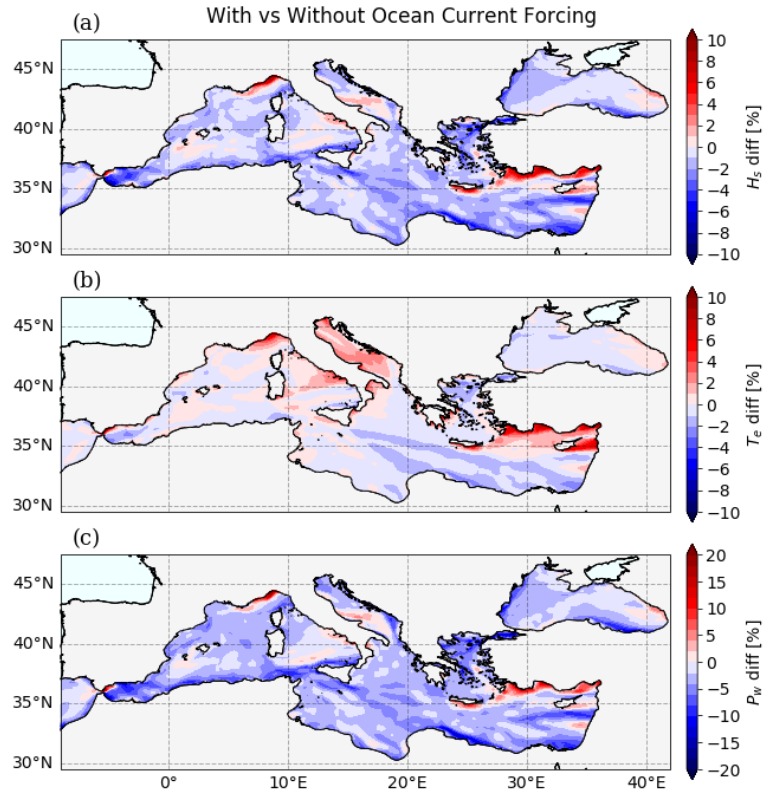 With vs Without Ocean Current Forcing
(a)
45°N
40°N
35°N
30°N
10
8
6
4
2
0
−2
−4
−6
−8
−10
Hs diff [%]
(b)
45°N
40°N
35°N
30°N
10
8
6
4
2
0
−2
−4
−6
−8
−10
Te diff [%]
(c)
45°N
40°N
35°N
30°N
0°
10°E
20°E
30°E
40°E
20
15
10
5
0
−5
−10
−15
−20
Pw diff [%]